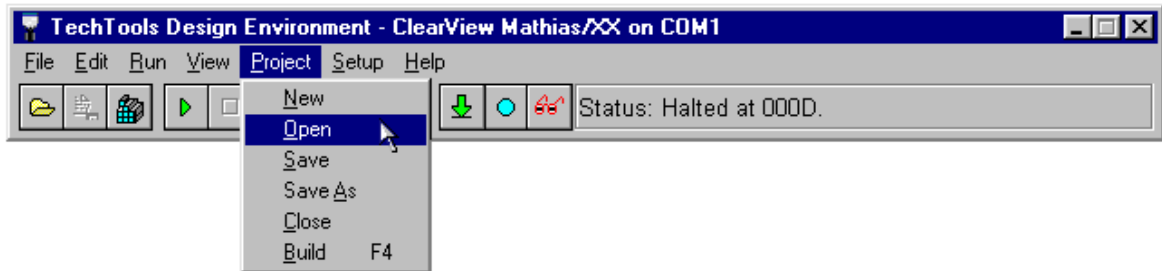 TechTools Design Environment - ClearView Mathias/XX on COM1
File Edit Run View Project Setup Help
Status: Halted at 000D.
New
Open
Save
Save As
Close
Build F4